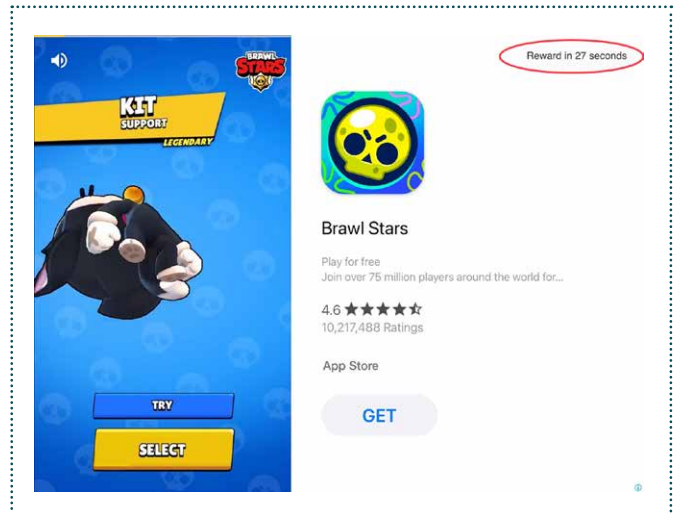 BRAWL
STARS
KIT
SUPPORT
LEGENDARY
TRY
SELECT
Reward in 27 seconds
Brawl Stars
Play for free
Join over 75 million players around the world for...
4.6 ★★★★⯪
10,217,488 Ratings
App Store
GET